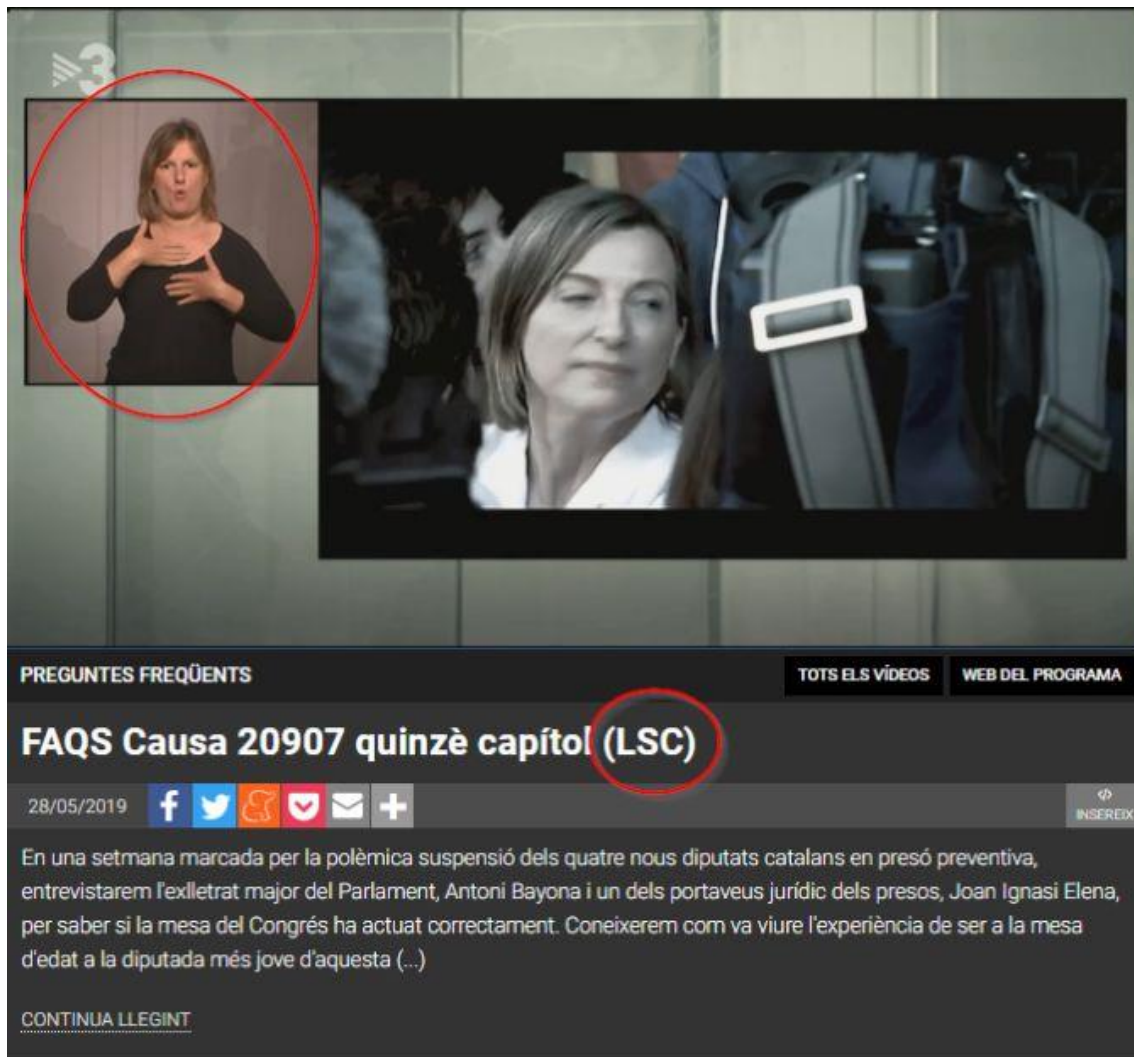 3
PREGUNTES FREQÜENTS
TOTS ELS VÍDEOS
WEB DEL PROGRAMA
FAQS Causa 20907 quinzè capítol (LSC)
28/05/2019
</>
INSEREIX
En una setmana marcada per la polèmica suspensió dels quatre nous diputats catalans en presó preventiva,
entrevistarem l'exlletrat major del Parlament, Antoni Bayona i un dels portaveus jurídic dels presos, Joan Ignasi Elena,
per saber si la mesa del Congrés ha actuat correctament. Coneixerem com va viure l'experiència de ser a la mesa
d'edat a la diputada més jove d'aquesta (...)
CONTINUA LLEGINT